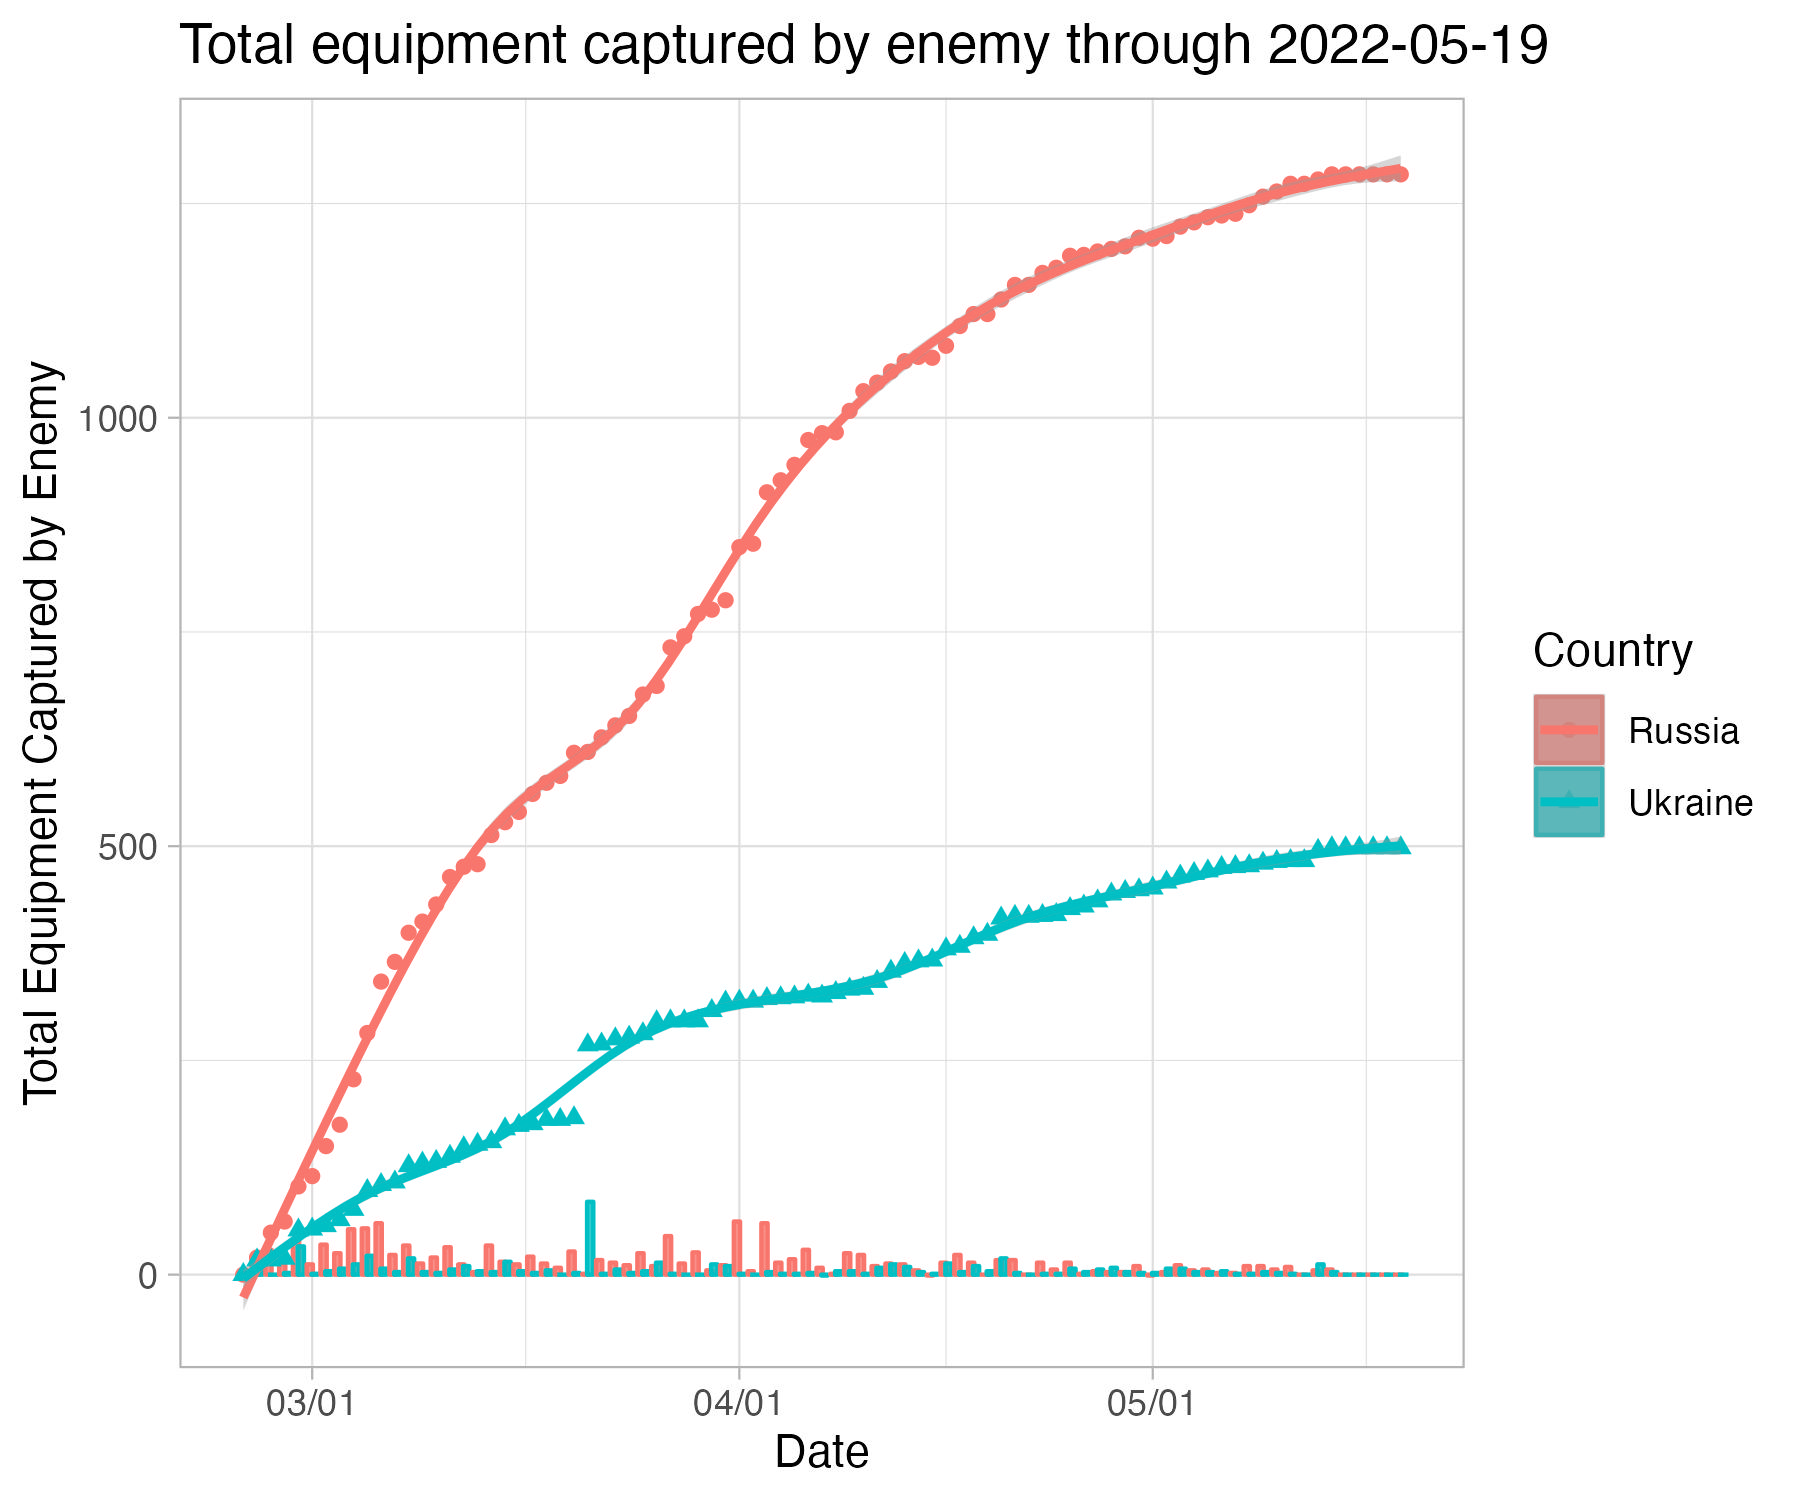 Total equipment captured by enemy through 2022-05-19
Total Equipment Captured by Enemy
1000
500
0
03/01
04/01
05/01
Date
Country
Russia
Ukraine